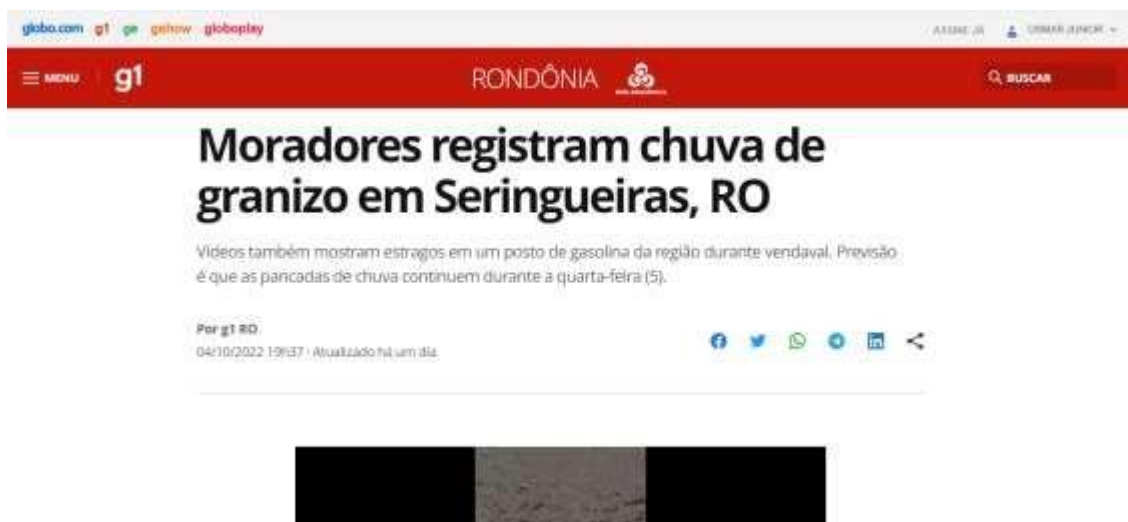 globo.com g1 ge gshow globoplay
ASSINE JÁ
MENU g1 RONDÔNIA BUSCAR
Moradores registram chuva de
granizo em Seringueiras, RO
Vídeos também mostram estragos em um posto de gasolina da região durante vendaval. Previsão
é que as pancadas de chuva continuem durante a quarta-feira (5).
Por g1 RO
04/10/2022 19h37 · Atualizado há um dia